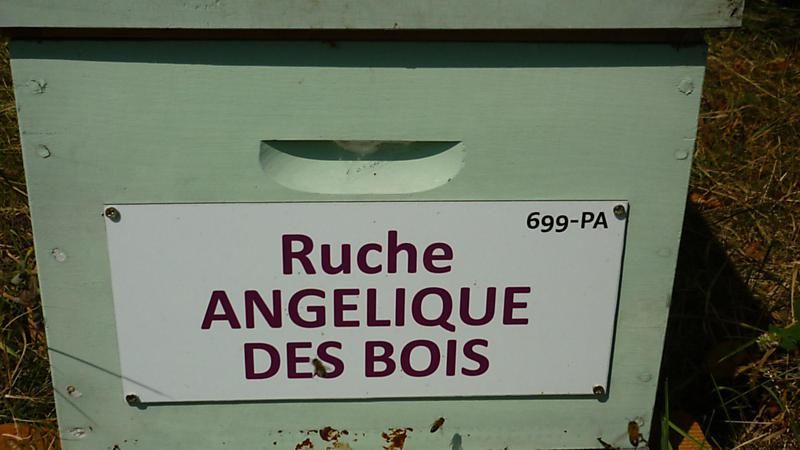 699-PA
Ruche
ANGELIQUE
DES BOIS